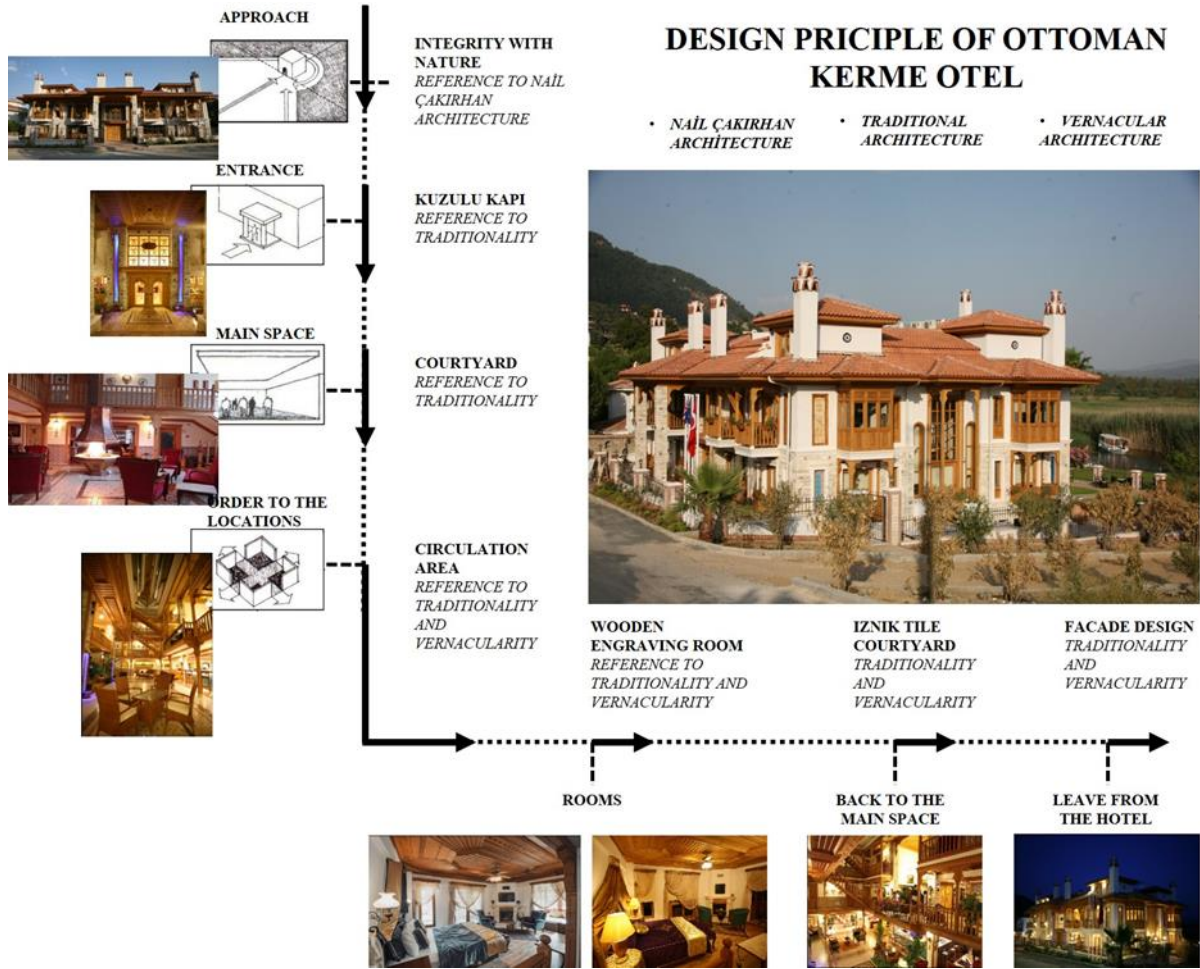 DESIGN PRICIPLE OF OTTOMAN
KERME OTEL
• NAİL ÇAKIRHAN
ARCHİTECTURE
• TRADITIONAL
ARCHITECTURE
• VERNACULAR
ARCHITECTURE
APPROACH
INTEGRITY WITH
NATURE
REFERENCE TO NAİL
ÇAKIRHAN
ARCHITECTURE
ENTRANCE
KUZULU KAPI
REFERENCE TO
TRADITIONALITY
MAIN SPACE
COURTYARD
REFERENCE TO
TRADITIONALITY
ORDER TO THE
LOCATIONS
CIRCULATION
AREA
REFERENCE TO
TRADITIONALITY
AND
VERNACULARITY
WOODEN
ENGRAVING ROOM
REFERENCE TO
TRADITIONALITY AND
VERNACULARITY
IZNIK TILE
COURTYARD
TRADITIONALITY
AND
VERNACULARITY
FACADE DESIGN
TRADITIONALITY
AND
VERNACULARITY
ROOMS
BACK TO THE
MAIN SPACE
LEAVE FROM
THE HOTEL